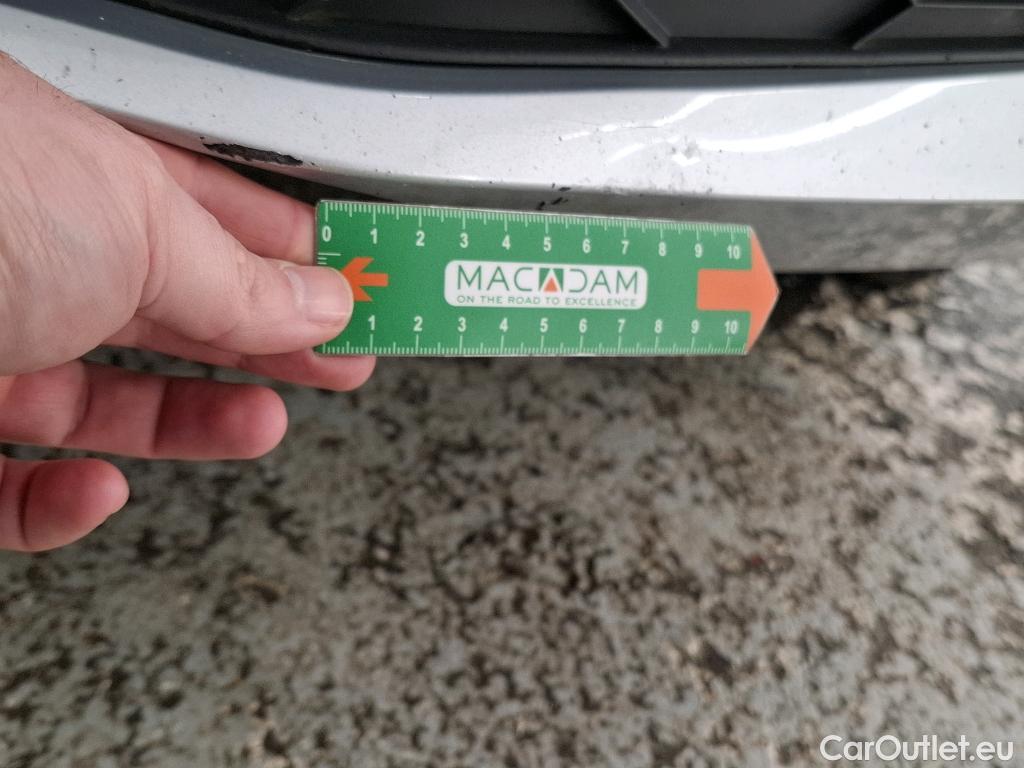 0 1 2 3 4 5 6 7 8 9 10
MACADAM
ON THE ROAD TO EXCELLENCE
1 2 3 4 5 6 7 8 9 10
CarOutlet.eu